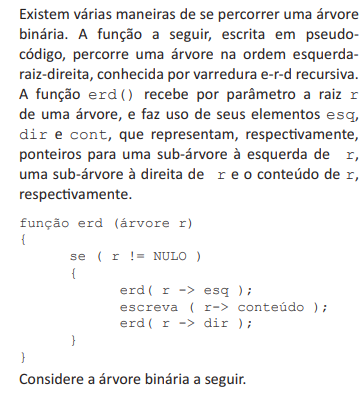 Existem várias maneiras de se percorrer uma árvore
binária. A função a seguir, escrita em pseudo-
código, percorre uma árvore na ordem esquerda-
raiz-direita, conhecida por varredura e-r-d recursiva.
A função erd() recebe por parâmetro a raiz r
de uma árvore, e faz uso de seus elementos esq,
dir e cont, que representam, respectivamente,
ponteiros para uma sub-árvore à esquerda de r,
uma sub-árvore à direita de r e o conteúdo de r,
respectivamente.
função erd (árvore r)
{
se ( r != NULO )
{
erd( r -> esq );
escreva ( r-> conteúdo );
erd( r -> dir );
}
}
Considere a árvore binária a seguir.